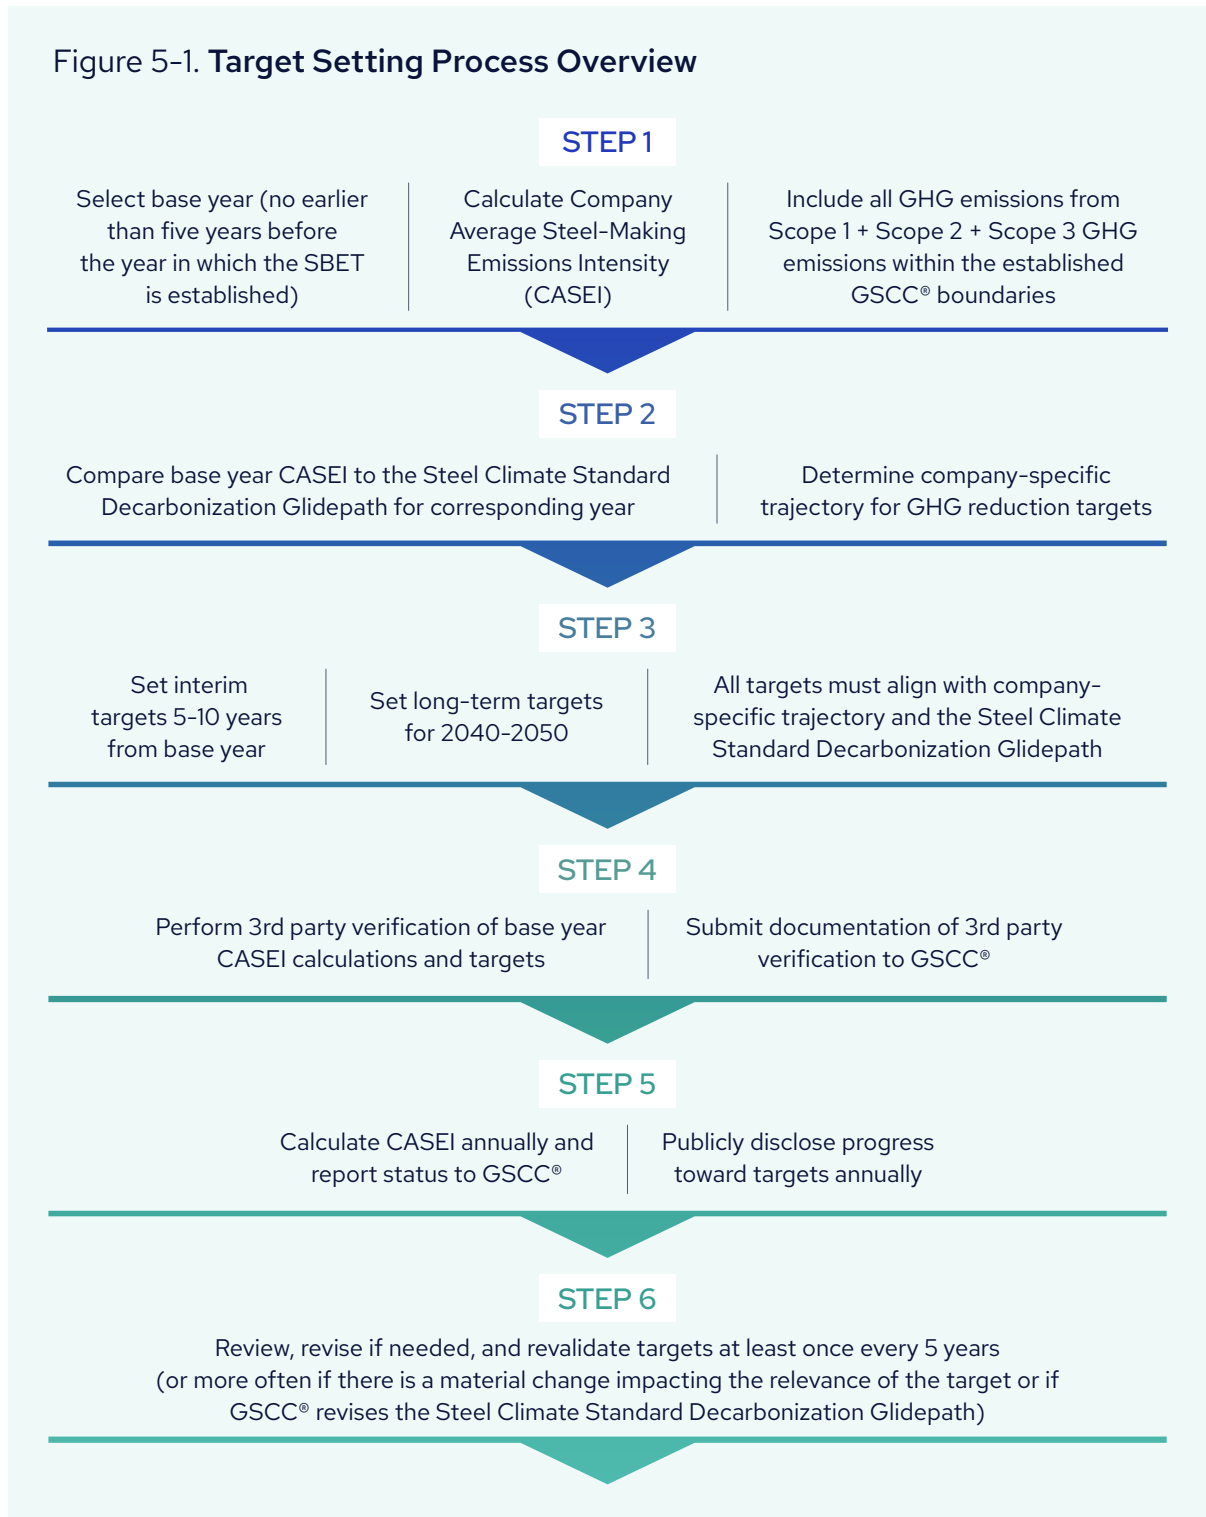 Figure 5-1. Target Setting Process Overview
STEP 1
Select base year (no earlier
than five years before
the year in which the SBET
is established)
Calculate Company
Average Steel-Making
Emissions Intensity
(CASEI)
Include all GHG emissions from
Scope 1 + Scope 2 + Scope 3 GHG
emissions within the established
GSCC® boundaries
STEP 2
Compare base year CASEI to the Steel Climate Standard
Decarbonization Glidepath for corresponding year
Determine company-specific
trajectory for GHG reduction targets
STEP 3
Set interim
targets 5-10 years
from base year
Set long-term targets
for 2040-2050
All targets must align with company-
specific trajectory and the Steel Climate
Standard Decarbonization Glidepath
STEP 4
Perform 3rd party verification of base year
CASEI calculations and targets
Submit documentation of 3rd party
verification to GSCC®
STEP 5
Calculate CASEI annually and
report status to GSCC®
Publicly disclose progress
toward targets annually
STEP 6
Review, revise if needed, and revalidate targets at least once every 5 years
(or more often if there is a material change impacting the relevance of the target or if
GSCC® revises the Steel Climate Standard Decarbonization Glidepath)